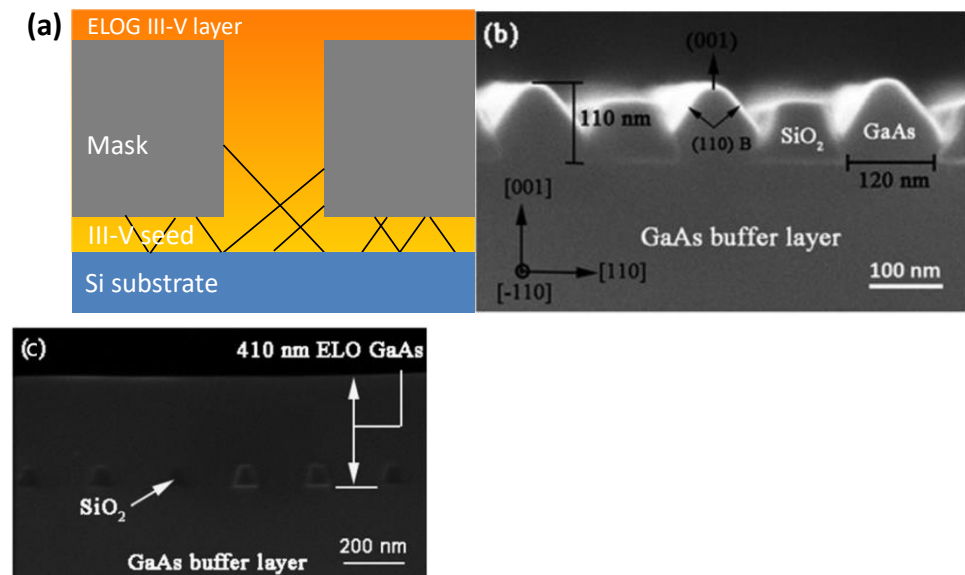 (a)
ELOG III-V layer
Mask
III-V seed
Si substrate
(b)
(001)
110 nm
(110) B
SiO2
GaAs
120 nm
[001]
GaAs buffer layer
[110]
[-110]
100 nm
(c)
410 nm ELO GaAs
SiO2
200 nm
GaAs buffer layer